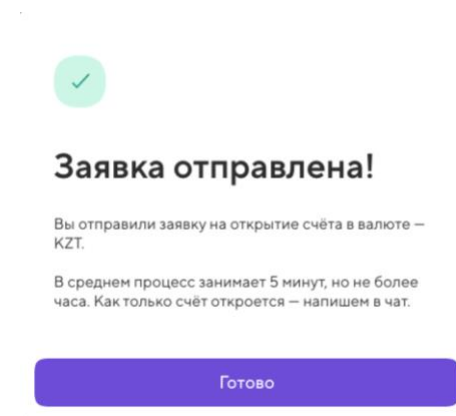 Заявка отправлена!
Вы отправили заявку на открытие счёта в валюте —
KZT.
В среднем процесс занимает 5 минут, но не более
часа. Как только счёт откроется — напишем в чат.
Готово